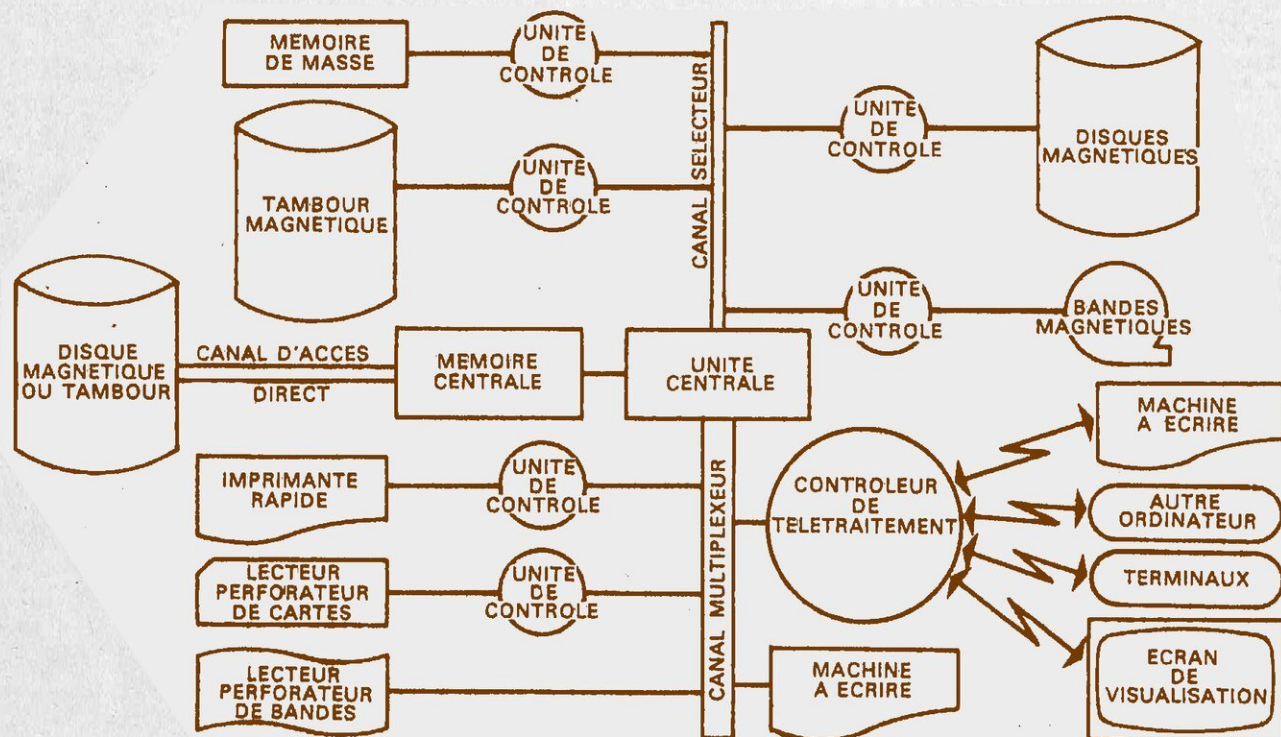 MEMOIRE
DE MASSE
UNITE
DE
CONTROLE
CANAL SELECTEUR
UNITE
DE
CONTROLE
DISQUES
MAGNETIQUES
TAMBOUR
MAGNETIQUE
UNITE
DE
CONTROLE
UNITE
DE
CONTROLE
BANDES
MAGNETIQUES
DISQUE
MAGNETIQUE
OU TAMBOUR
CANAL D'ACCES
DIRECT
MEMOIRE
CENTRALE
UNITE
CENTRALE
MACHINE
A ECRIRE
IMPRIMANTE
RAPIDE
UNITE
DE
CONTROLE
CANAL MULTIPLEXEUR
CONTROLEUR
DE
TELETRAITEMENT
AUTRE
ORDINATEUR
LECTEUR
PERFORATEUR
DE CARTES
UNITE
DE
CONTROLE
TERMINAUX
LECTEUR
PERFORATEUR
DE BANDES
MACHINE
A ECRIRE
ECRAN
DE
VISUALISATION